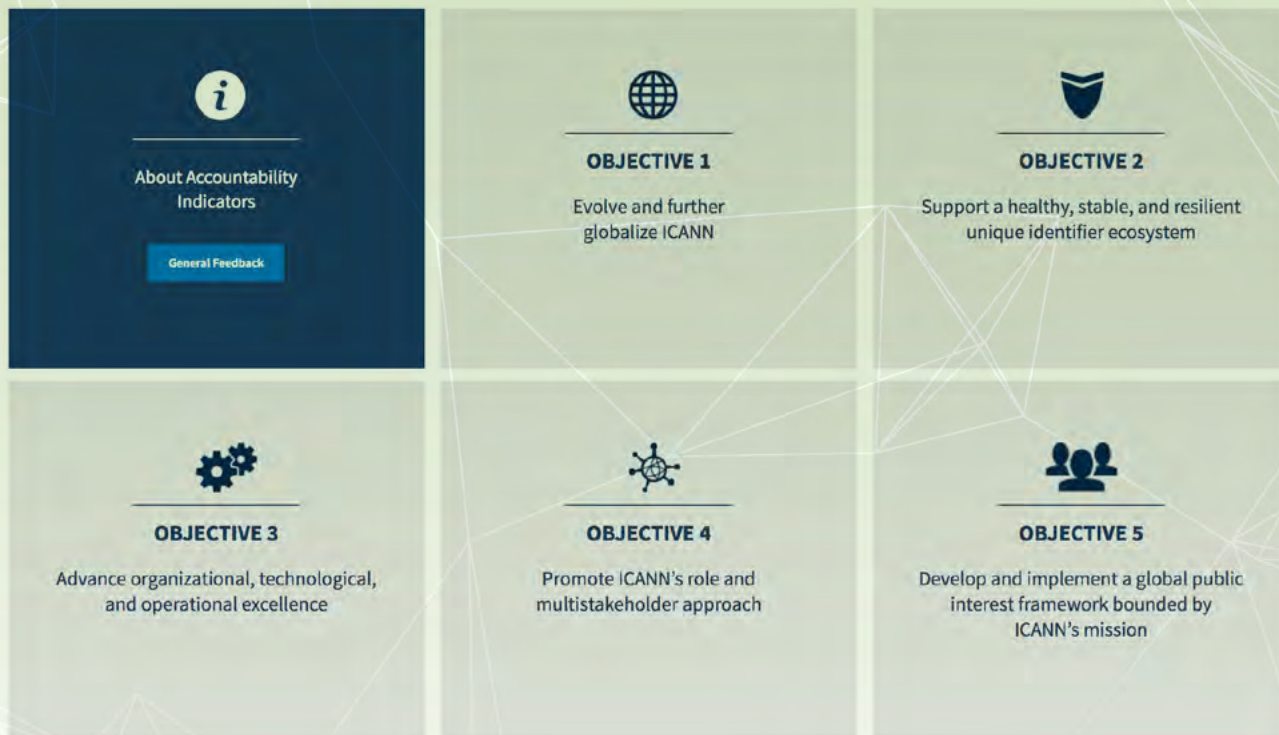 i
About Accountability
Indicators
General Feedback
OBJECTIVE 1
Evolve and further
globalize ICANN
OBJECTIVE 2
Support a healthy, stable, and resilient
unique identifier ecosystem
OBJECTIVE 3
Advance organizational, technological,
and operational excellence
OBJECTIVE 4
Promote ICANN's role and
multistakeholder approach
OBJECTIVE 5
Develop and implement a global public
interest framework bounded by
ICANN's mission